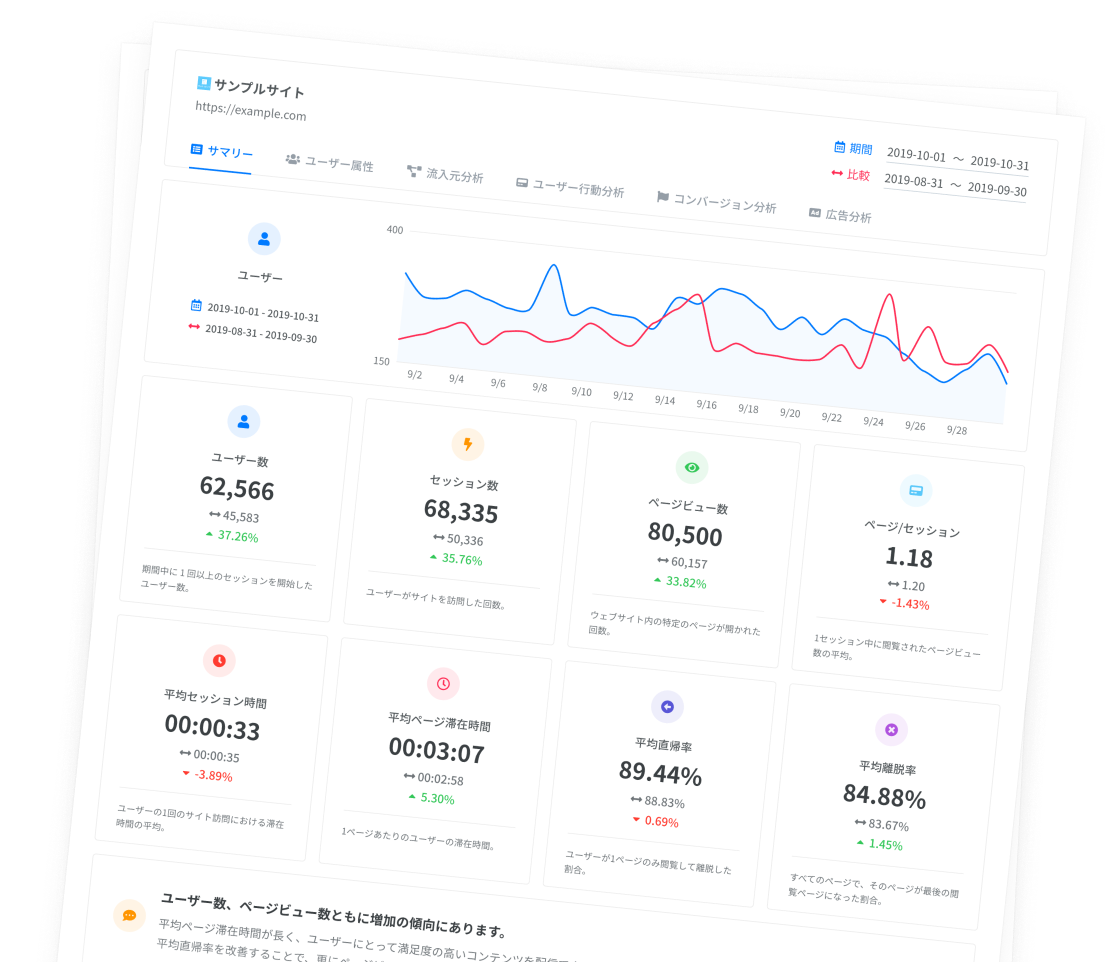 サンプルサイト
https://example.com
期間 2019-10-01 〜 2019-10-31
比較 2019-08-31 〜 2019-09-30
サマリー ユーザー属性 流入元分析 ユーザー行動分析 コンバージョン分析 広告分析
ユーザー
2019-10-01 - 2019-10-31
2019-08-31 - 2019-09-30
400
150
9/2 9/4 9/6 9/8 9/10 9/12 9/14 9/16 9/18 9/20 9/22 9/24 9/26 9/28
ユーザー数
62,566
45,583
37.26%
期間中に 1 回以上のセッションを開始した
ユーザー数。
セッション数
68,335
50,336
35.76%
ユーザーがサイトを訪問した回数。
ページビュー数
80,500
60,157
33.82%
ウェブサイト内の特定のページが開かれた
回数。
ページ/セッション
1.18
1.20
-1.43%
1セッション中に閲覧されたページビュー
数の平均。
平均セッション時間
00:00:33
00:00:35
-3.89%
ユーザーの1回のサイト訪問における滞在
時間の平均。
平均ページ滞在時間
00:03:07
00:02:58
5.30%
1ページあたりのユーザーの滞在時間。
平均直帰率
89.44%
88.83%
0.69%
ユーザーが1ページのみ閲覧して離脱した
割合。
平均離脱率
84.88%
83.67%
1.45%
すべてのページで、そのページが最後の閲
覧ページになった割合。
ユーザー数、ページビュー数ともに増加の傾向にあります。
平均ページ滞在時間が長く、ユーザーにとって満足度の高いコンテンツを配信
平均直帰率を改善することで、更に